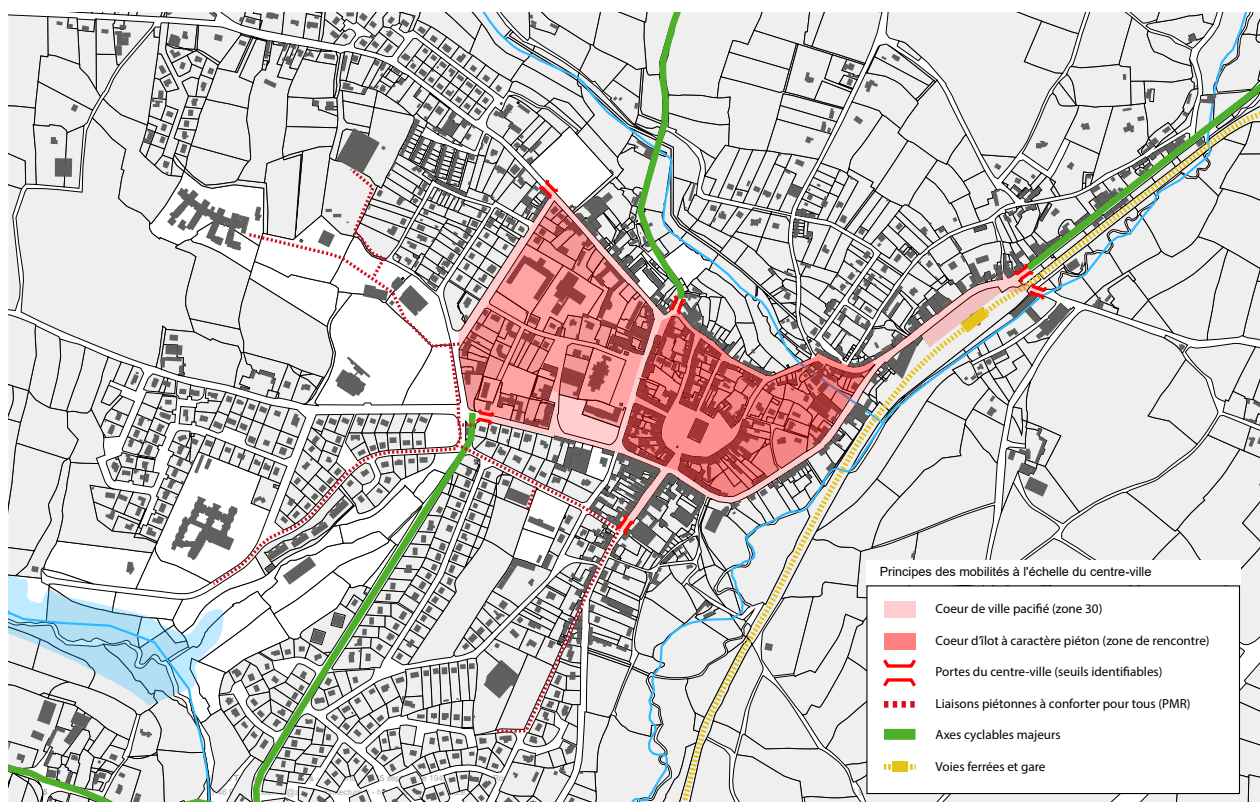 Principes des mobilités à l'échelle du centre-ville
Coeur de ville pacifié (zone 30)
Coeur d'îlot à caractère piéton (zone de rencontre)
Portes du centre-ville (seuils identifiables)
Liaisons piétonnes à conforter pour tous (PMR)
Axes cyclables majeurs
Voies ferrées et gare